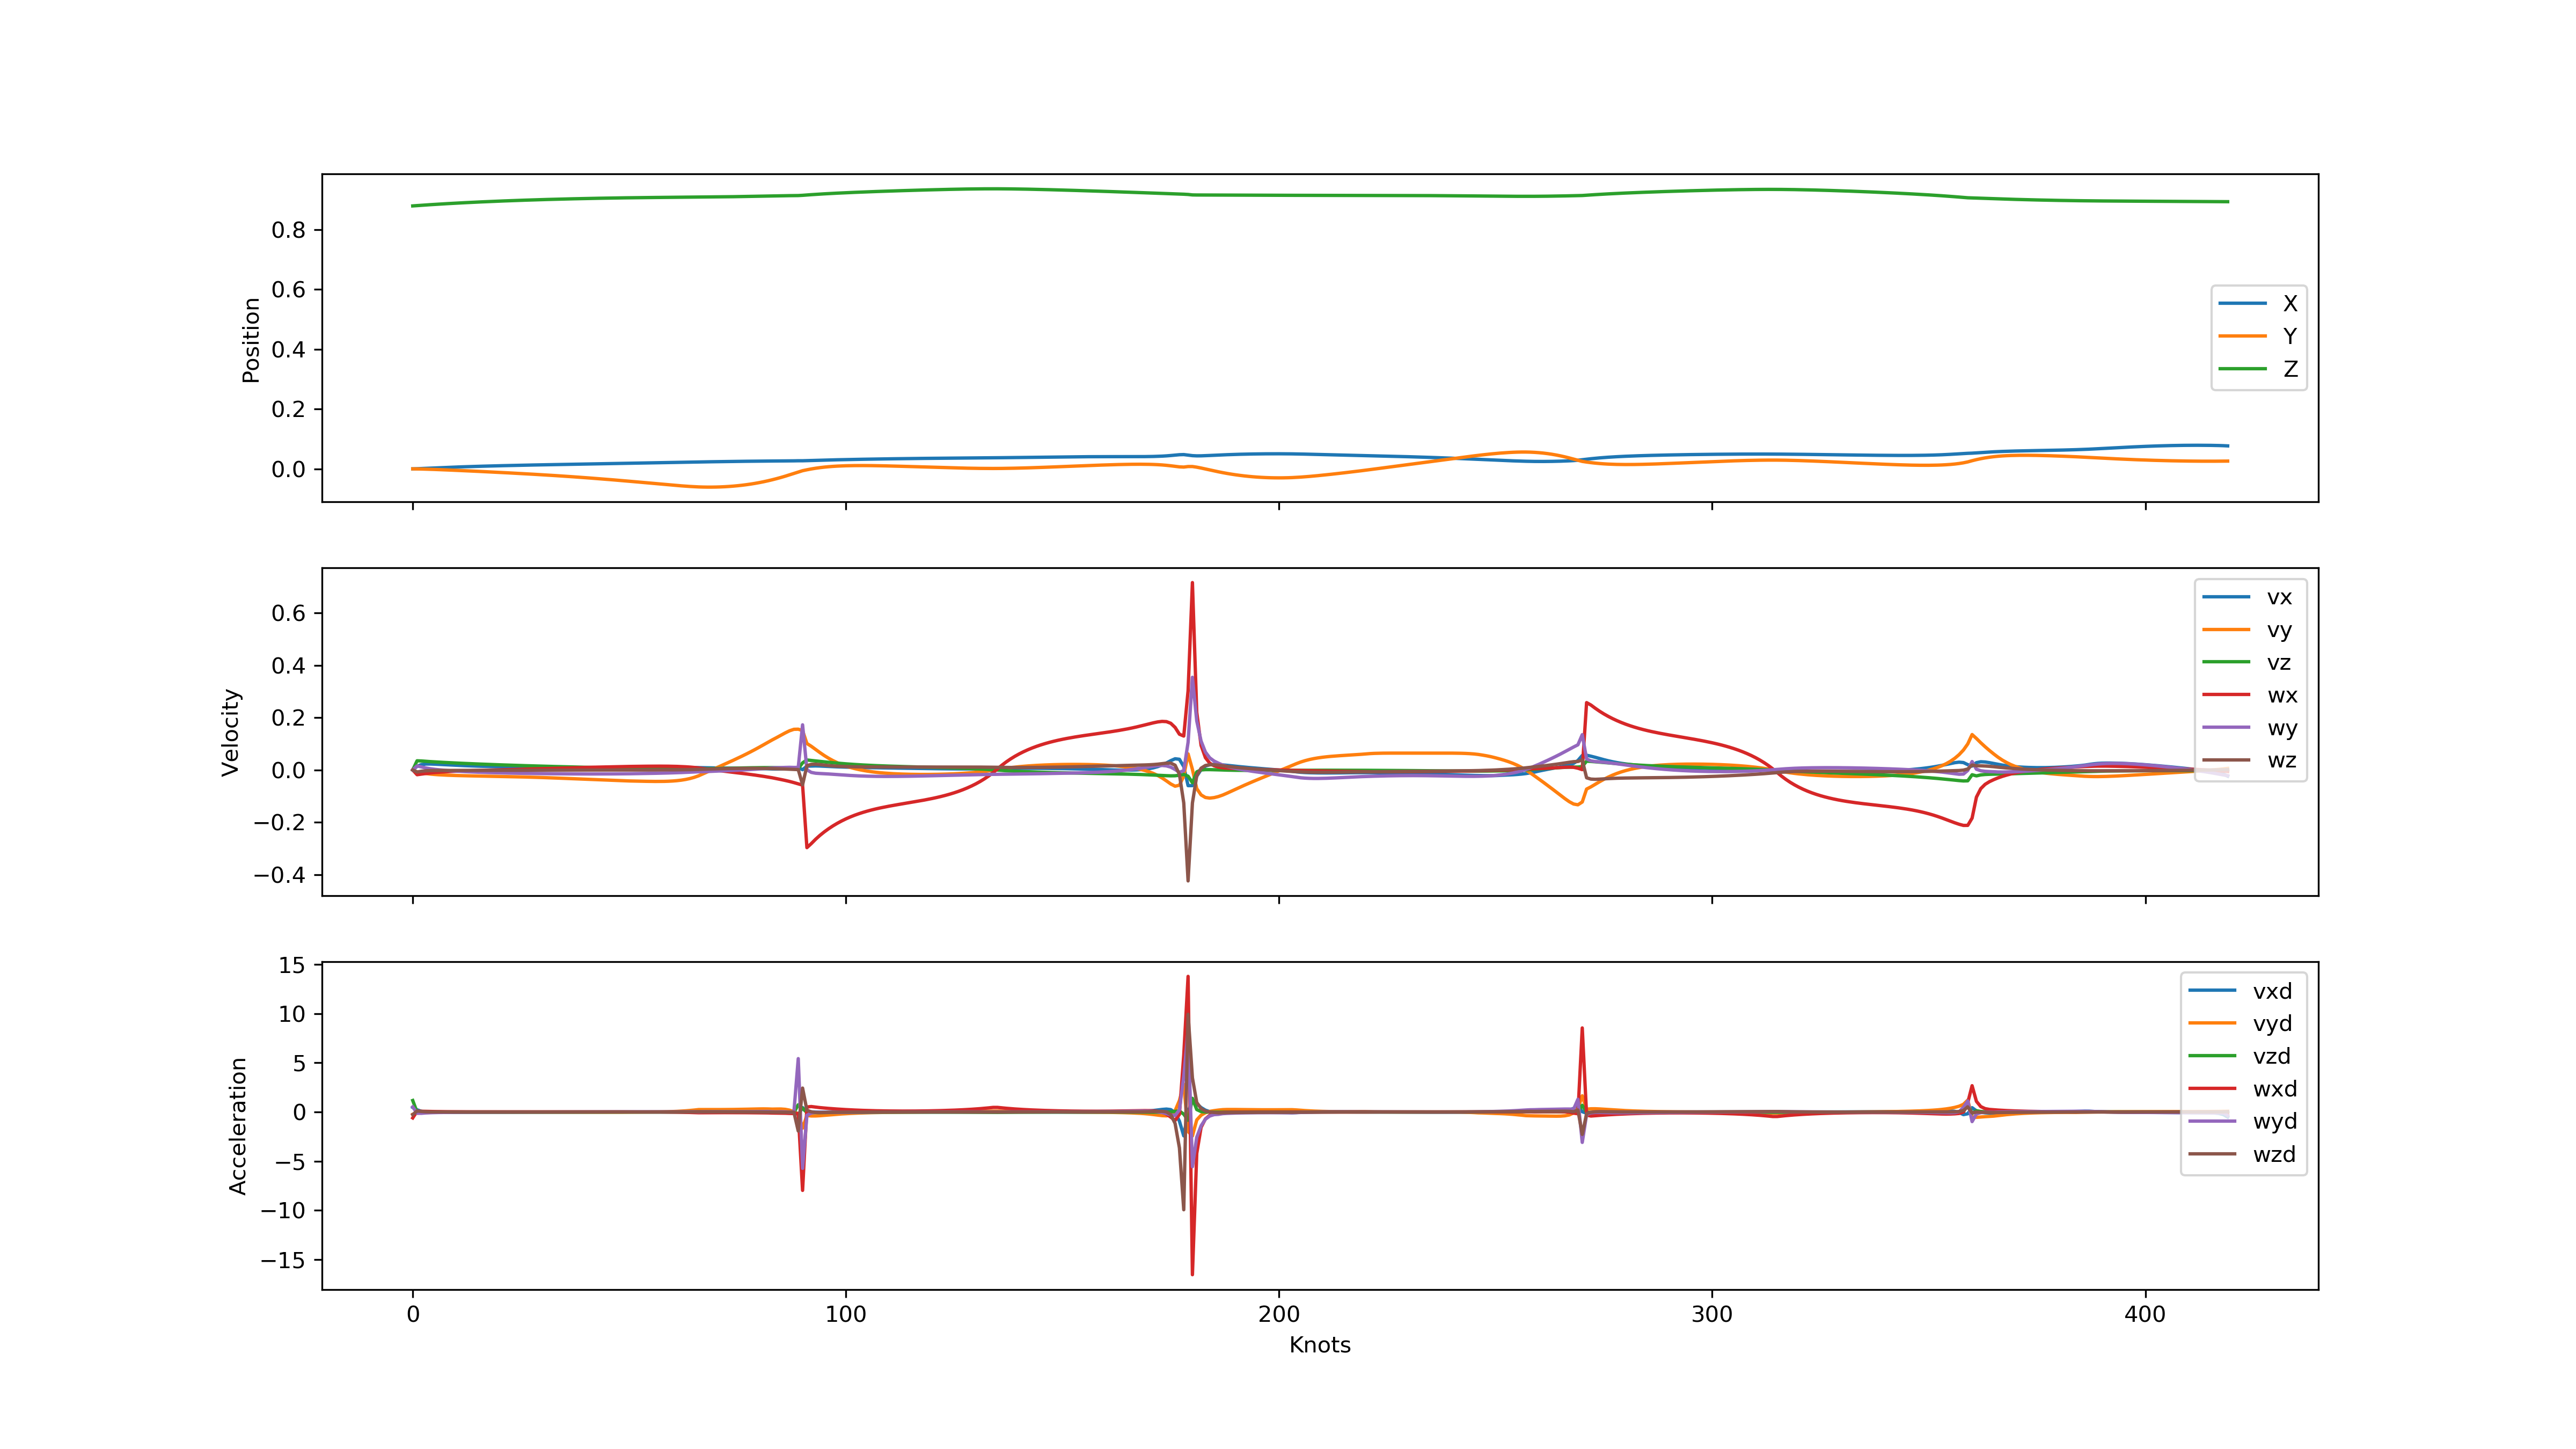 0.8
0.6
0.4
0.2
0.0
Position
X
Y
Z
0.6
0.4
0.2
0.0
−0.2
−0.4
Velocity
vx
vy
vz
wx
wy
wz
15
10
5
0
−5
−10
−15
Acceleration
vxd
vyd
vzd
wxd
wyd
wzd
0 100 200 300 400
Knots